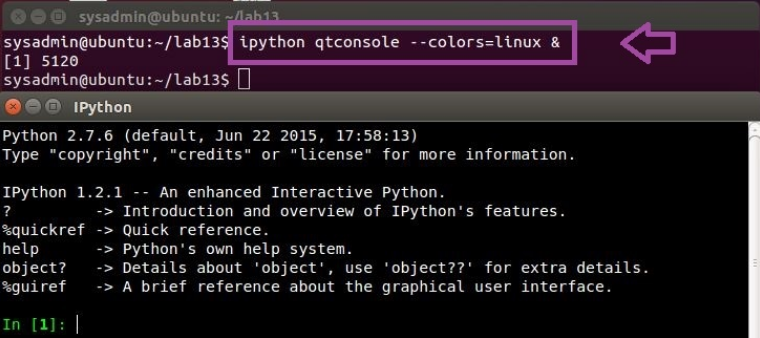 sysadmin@ubuntu: ~/lab13
sysadmin@ubuntu:~/lab13$ ipython qtconsole --colors=linux &
[1] 5120
sysadmin@ubuntu:~/lab13$
IPython
Python 2.7.6 (default, Jun 22 2015, 17:58:13)
Type "copyright", "credits" or "license" for more information.
IPython 1.2.1 -- An enhanced Interactive Python.
?         -> Introduction and overview of IPython's features.
%quickref -> Quick reference.
help      -> Python's own help system.
object?   -> Details about 'object', use 'object??' for extra details.
%guiref   -> A brief reference about the graphical user interface.
In [1]: